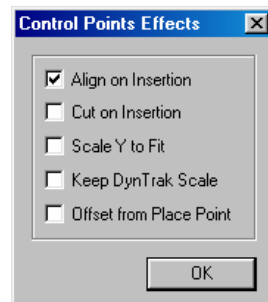 Control Points Effects
Align on Insertion
Cut on Insertion
Scale Y to Fit
Keep DynTrak Scale
Offset from Place Point
OK